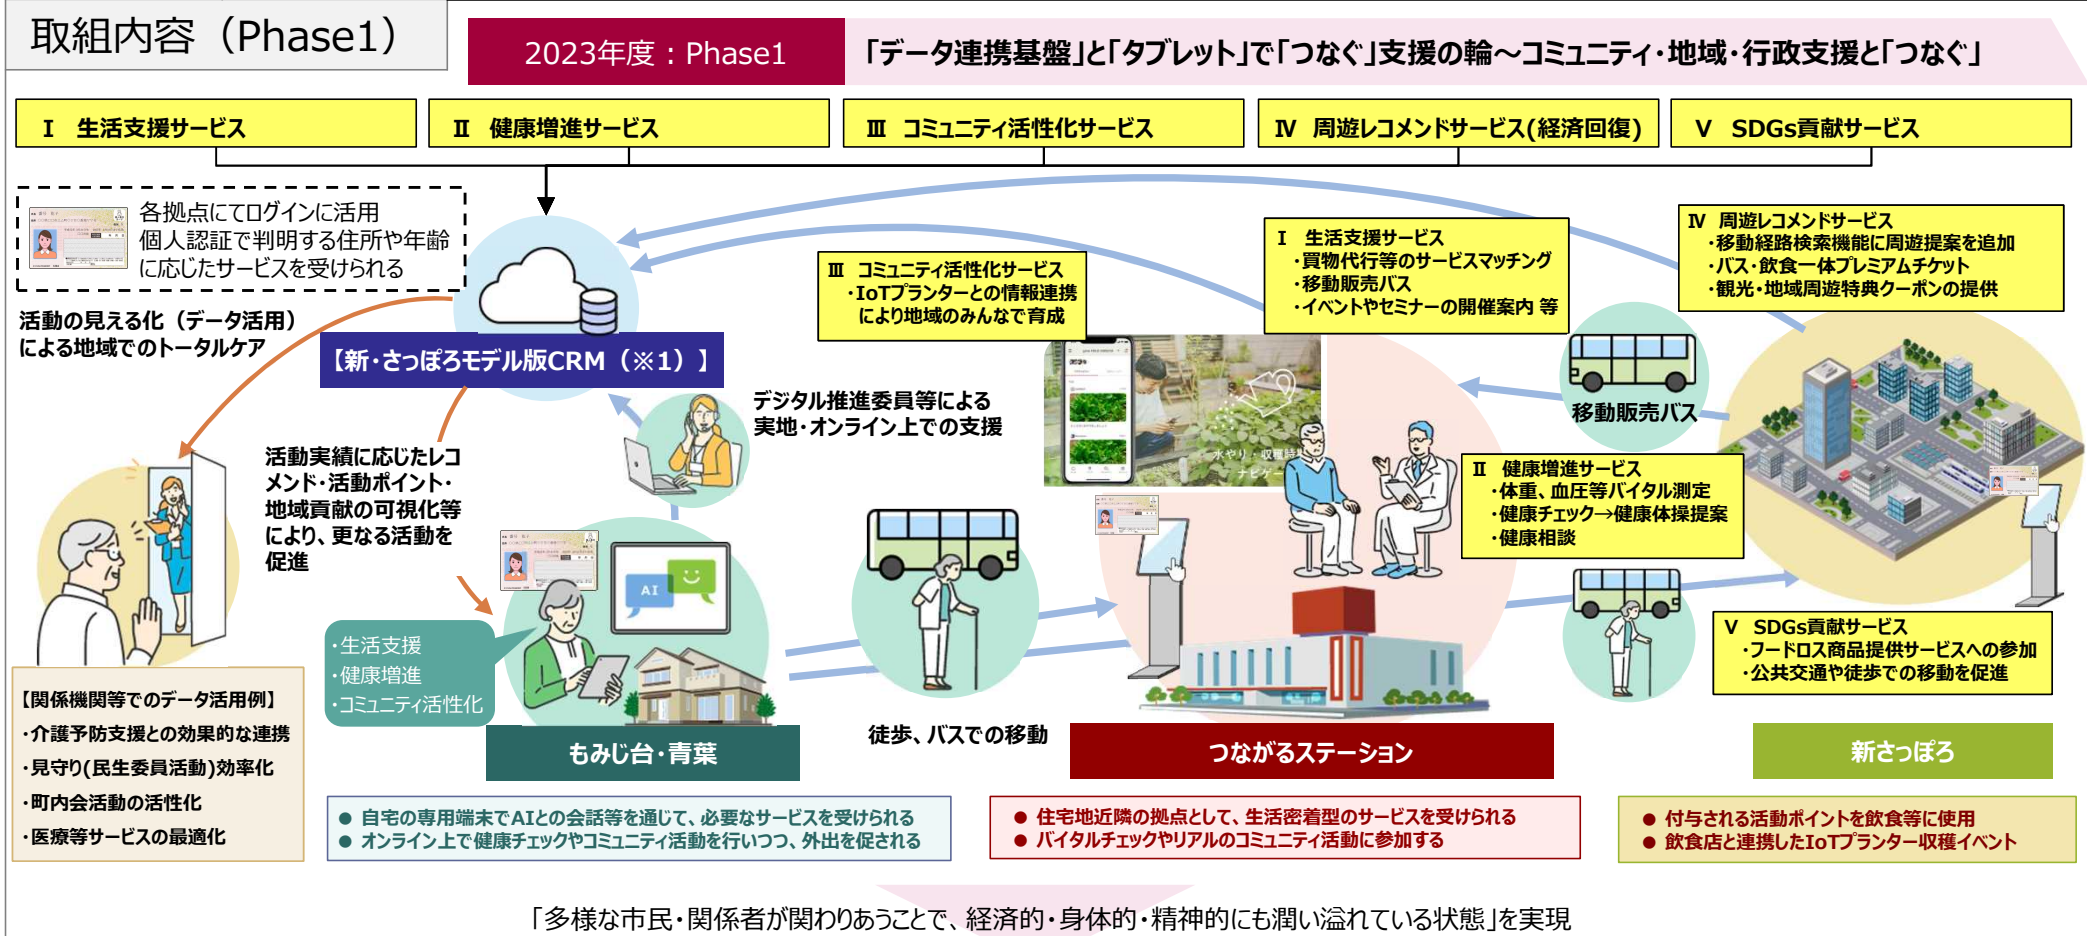 取組内容（Phase1）
2023年度：Phase1
「データ連携基盤」と「タブレット」で「つなぐ」支援の輪～コミュニティ・地域・行政支援と「つなぐ」
Ⅰ 生活支援サービス
Ⅱ 健康増進サービス
Ⅲ コミュニティ活性化サービス
Ⅳ 周遊レコメンドサービス(経済回復)
Ⅴ SDGs貢献サービス
各拠点にてログインに活用
個人認証で判明する住所や年齢
に応じたサービスを受けられる
活動の見える化（データ活用）
による地域でのトータルケア
【新・さっぽろモデル版CRM（※1）】
Ⅲ コミュニティ活性化サービス
・IoTプランターとの情報連携
により地域のみんなで育成
Ⅰ 生活支援サービス
・買物代行等のサービスマッチング
・移動販売バス
・イベントやセミナーの開催案内 等
Ⅳ 周遊レコメンドサービス
・移動経路検索機能に周遊提案を追加
・バス・飲食一体プレミアムチケット
・観光・地域周遊特典クーポンの提供
移動販売バス
デジタル推進委員等による
実地・オンライン上での支援
水やり・収穫時期
ナビゲー
活動実績に応じたレコ
メンド・活動ポイント・
地域貢献の可視化等
により、更なる活動を
促進
Ⅱ 健康増進サービス
・体重、血圧等バイタル測定
・健康チェック→健康体操提案
・健康相談
AI
・生活支援
・健康増進
・コミュニティ活性化
Ⅴ SDGs貢献サービス
・フードロス商品提供サービスへの参加
・公共交通や徒歩での移動を促進
【関係機関等でのデータ活用例】
・介護予防支援との効果的な連携
・見守り(民生委員活動)効率化
・町内会活動の活性化
・医療等サービスの最適化
もみじ台・青葉
徒歩、バスでの移動
つながるステーション
新さっぽろ
● 自宅の専用端末でAIとの会話等を通じて、必要なサービスを受けられる
● オンライン上で健康チェックやコミュニティ活動を行いつつ、外出を促される
● 住宅地近隣の拠点として、生活密着型のサービスを受けられる
● バイタルチェックやリアルのコミュニティ活動に参加する
● 付与される活動ポイントを飲食等に使用
● 飲食店と連携したIoTプランター収穫イベント
「多様な市民・関係者が関わりあうことで、経済的・身体的・精神的にも潤い溢れている状態」を実現